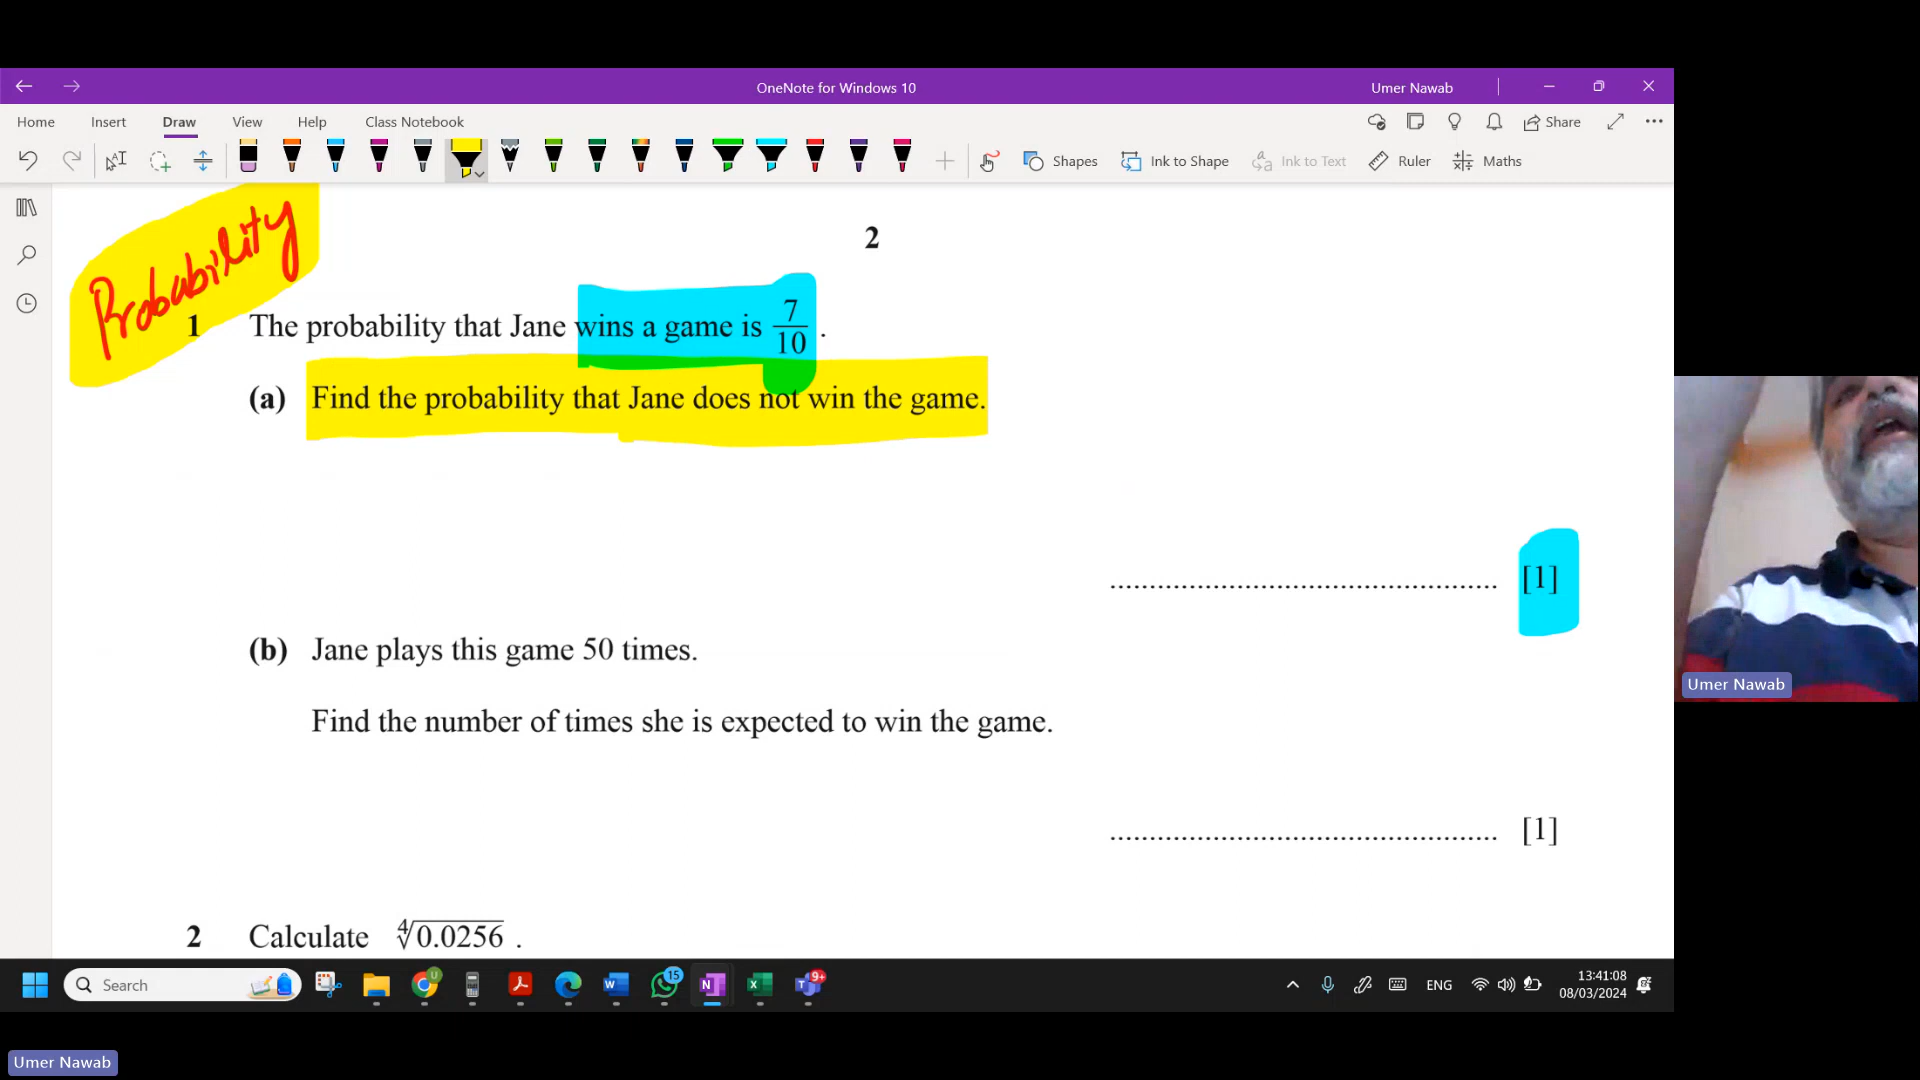 OneNote for Windows 10
Umer Nawab
Home Insert Draw View Help Class Notebook
Share
Shapes Ink to Shape Ink to Text Ruler Maths
Probability
2
1 The probability that Jane wins a game is 7/10 .
(a) Find the probability that Jane does not win the game.
.................................................. [1]
(b) Jane plays this game 50 times.
Find the number of times she is expected to win the game.
.................................................. [1]
2 Calculate ∜0.0256 .
Umer Nawab
Search
U
15
9+
ENG
13:41:08
08/03/2024
Umer Nawab